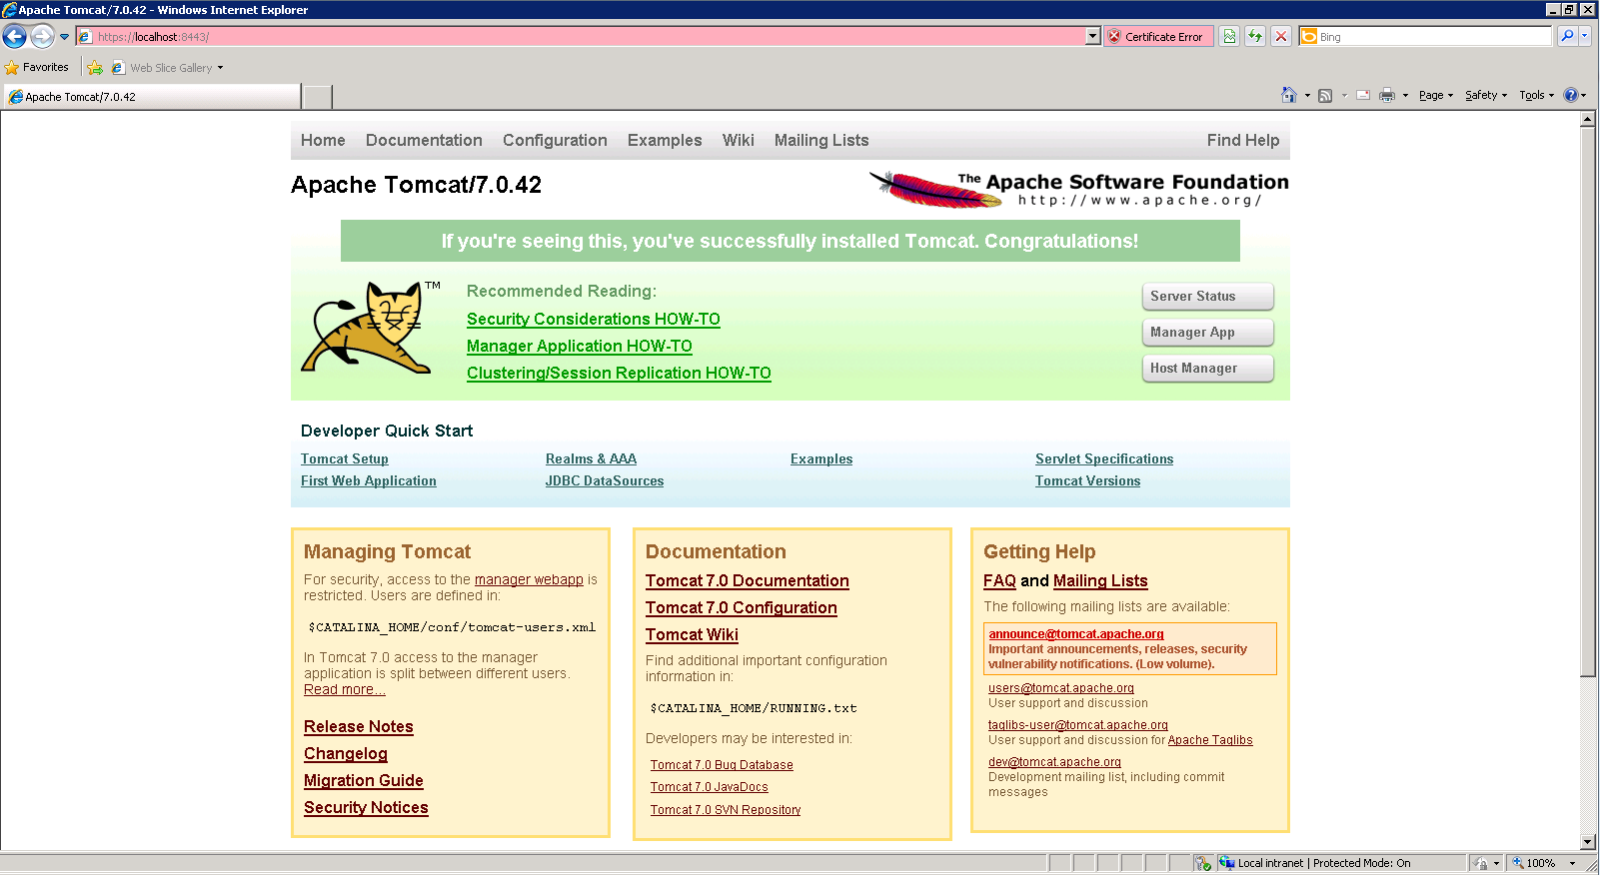 Apache Tomcat/7.0.42 - Windows Internet Explorer
https://localhost:8443/
Certificate Error
Bing
Favorites
Web Slice Gallery
Apache Tomcat/7.0.42
Page
Safety
Tools
Home Documentation Configuration Examples Wiki Mailing Lists Find Help
Apache Tomcat/7.0.42
The Apache Software Foundation
http://www.apache.org/
If you're seeing this, you've successfully installed Tomcat. Congratulations!
TM
Recommended Reading:
Security Considerations HOW-TO
Manager Application HOW-TO
Clustering/Session Replication HOW-TO
Server Status
Manager App
Host Manager
Developer Quick Start
Tomcat Setup
First Web Application
Realms & AAA
JDBC DataSources
Examples
Servlet Specifications
Tomcat Versions
Managing Tomcat
For security, access to the manager webapp is
restricted. Users are defined in:
$CATALINA_HOME/conf/tomcat-users.xml
In Tomcat 7.0 access to the manager
application is split between different users.
Read more...
Release Notes
Changelog
Migration Guide
Security Notices
Documentation
Tomcat 7.0 Documentation
Tomcat 7.0 Configuration
Tomcat Wiki
Find additional important configuration
information in:
$CATALINA_HOME/RUNNING.txt
Developers may be interested in:
Tomcat 7.0 Bug Database
Tomcat 7.0 JavaDocs
Tomcat 7.0 SVN Repository
Getting Help
FAQ and Mailing Lists
The following mailing lists are available:
announce@tomcat.apache.org
Important announcements, releases, security
vulnerability notifications. (Low volume).
users@tomcat.apache.org
User support and discussion
taglibs-user@tomcat.apache.org
User support and discussion for Apache Taglibs
dev@tomcat.apache.org
Development mailing list, including commit
messages
Local intranet | Protected Mode: On
100%